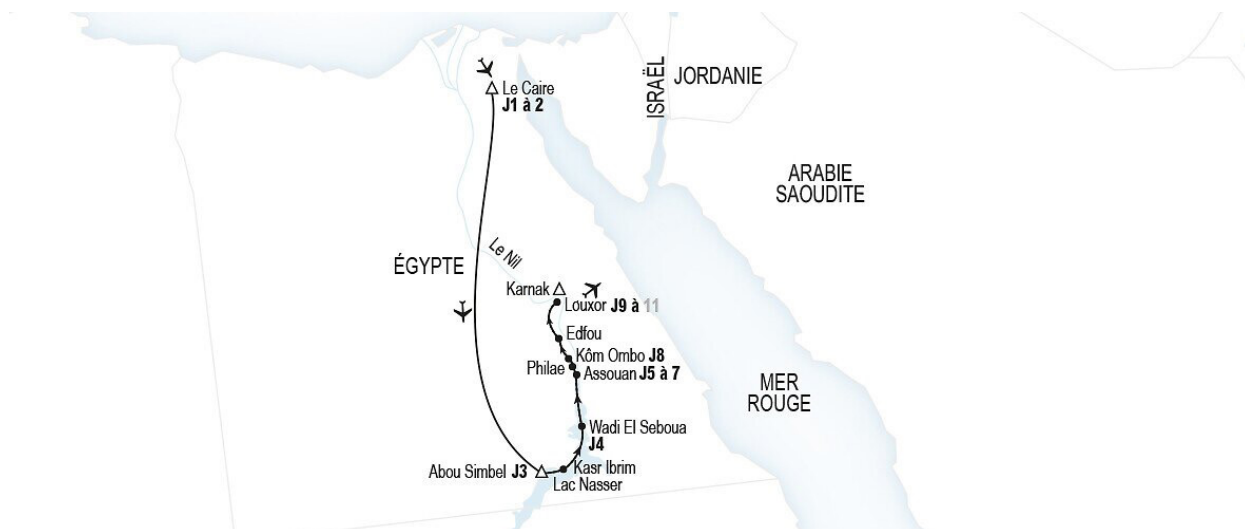 Le Caire
J1 à 2
ISRAËL
JORDANIE
ARABIE
SAOUDITE
ÉGYPTE
Le Nil
Karnak
Louxor J9 à 11
Edfou
Kôm Ombo J8
Philae
Assouan J5 à 7
MER
ROUGE
Wadi El Seboua
J4
Abou Simbel J3
Kasr Ibrim
Lac Nasser